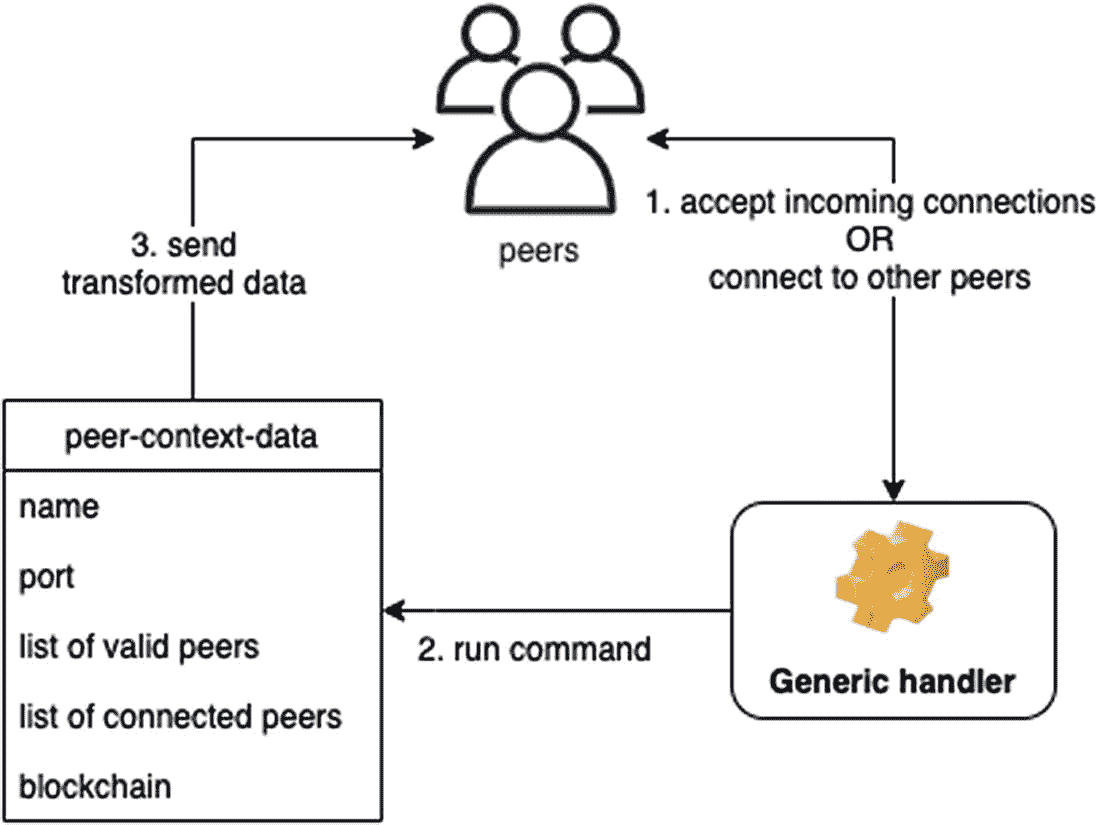 peers
1. accept incoming connections
OR
connect to other peers
3. send
transformed data
peer-context-data
name
port
list of valid peers
list of connected peers
blockchain
2. run command
Generic handler